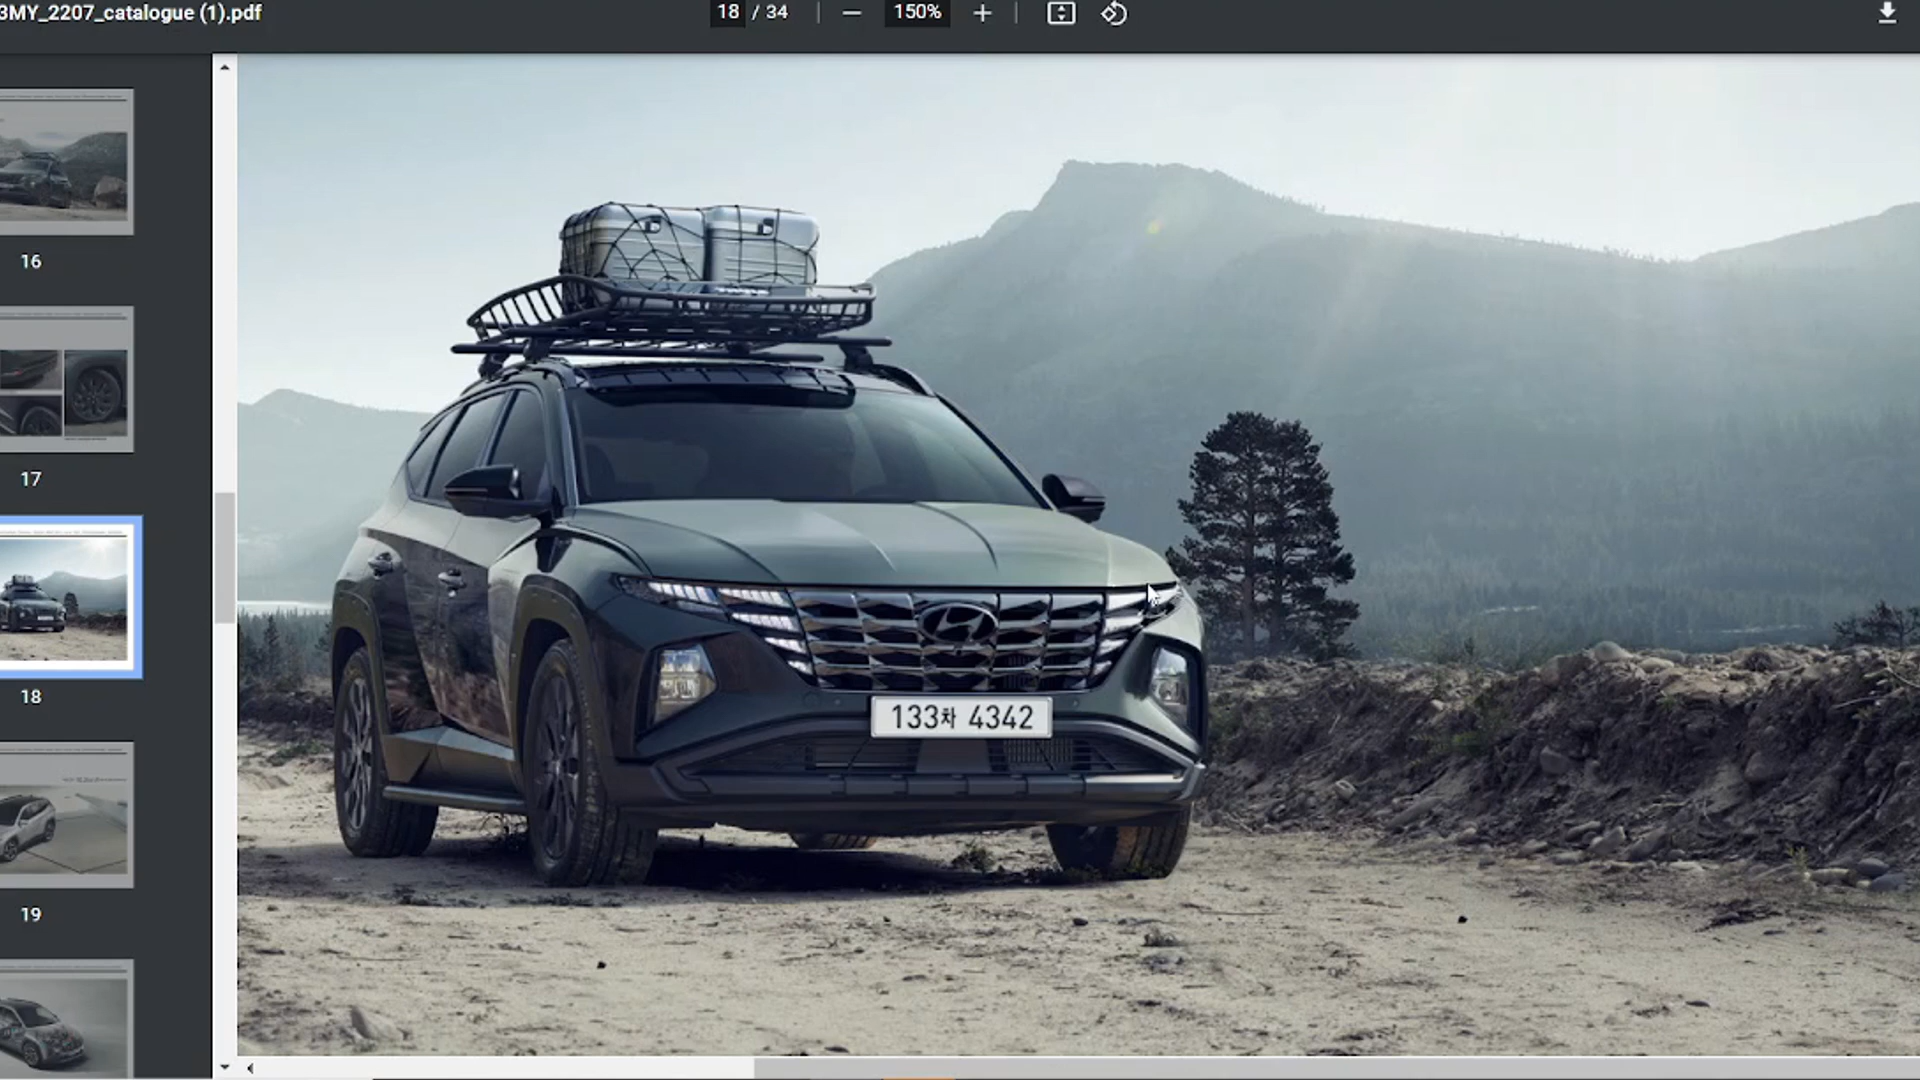 3MY_2207_catalogue (1).pdf
18 / 34
150%
16
17
18
19
133차 4342